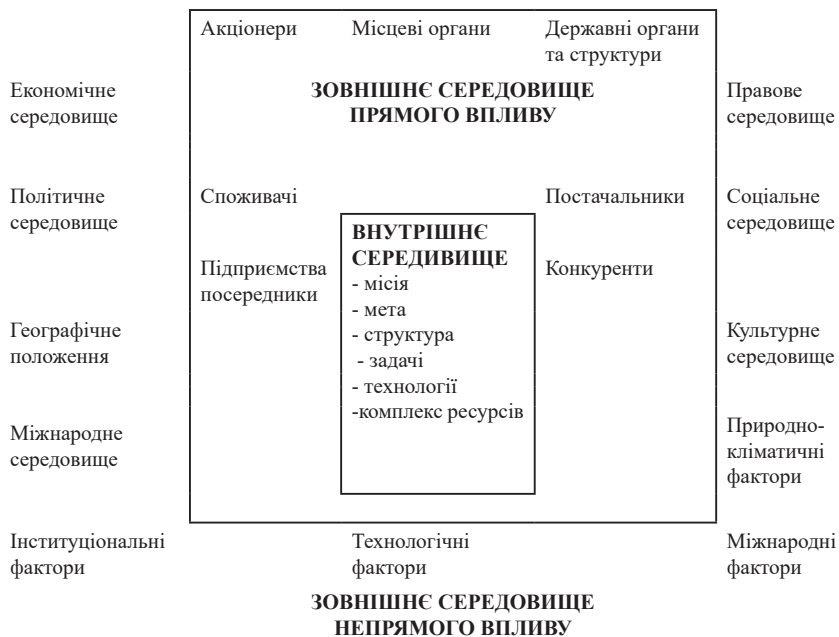 Акціонери
Місцеві органи
Державні органи
та структури
Економічне
середовище
ЗОВНІШНЄ СЕРЕДОВИЩЕ
ПРЯМОГО ВПЛИВУ
Правове
середовище
Політичне
середовище
Споживачі
Постачальники
Соціальне
середовище
ВНУТРІШНЄ
СЕРЕДИВИЩЕ
- місія
- мета
- структура
- задачі
- технології
-комплекс ресурсів
Підприємства
посередники
Конкуренти
Географічне
положення
Культурне
середовище
Міжнародне
середовище
Природно-
кліматичні
фактори
Інституціональні
фактори
Технологічні
фактори
Міжнародні
фактори
ЗОВНІШНЄ СЕРЕДОВИЩЕ
НЕПРЯМОГО ВПЛИВУ